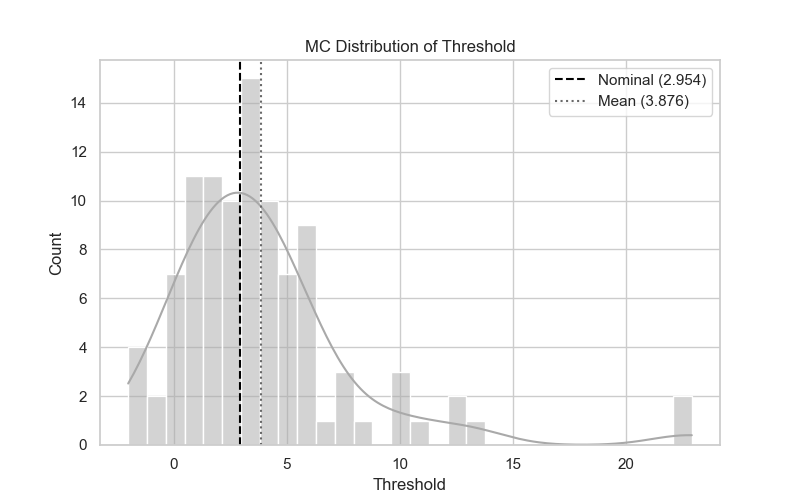 MC Distribution of Threshold
Nominal (2.954)
Mean (3.876)
Count
14
12
10
8
6
4
2
0
0
5
10
15
20
Threshold